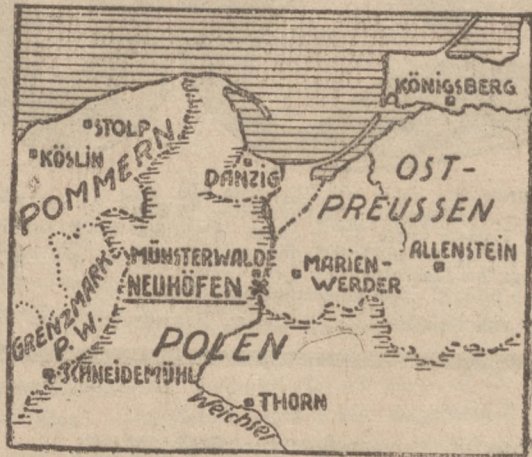 KÖNIGSBERG
STOLP
KÖSLIN
POMMERN
DANZIG
OST-
PREUSSEN
MÜNSTERWALDE
NEUHÖFEN
MARIEN-
WERDER
ALLENSTEIN
GRENZMARK
P.W.
POLEN
SCHNEIDEMÜHL
Weichsel
THORN